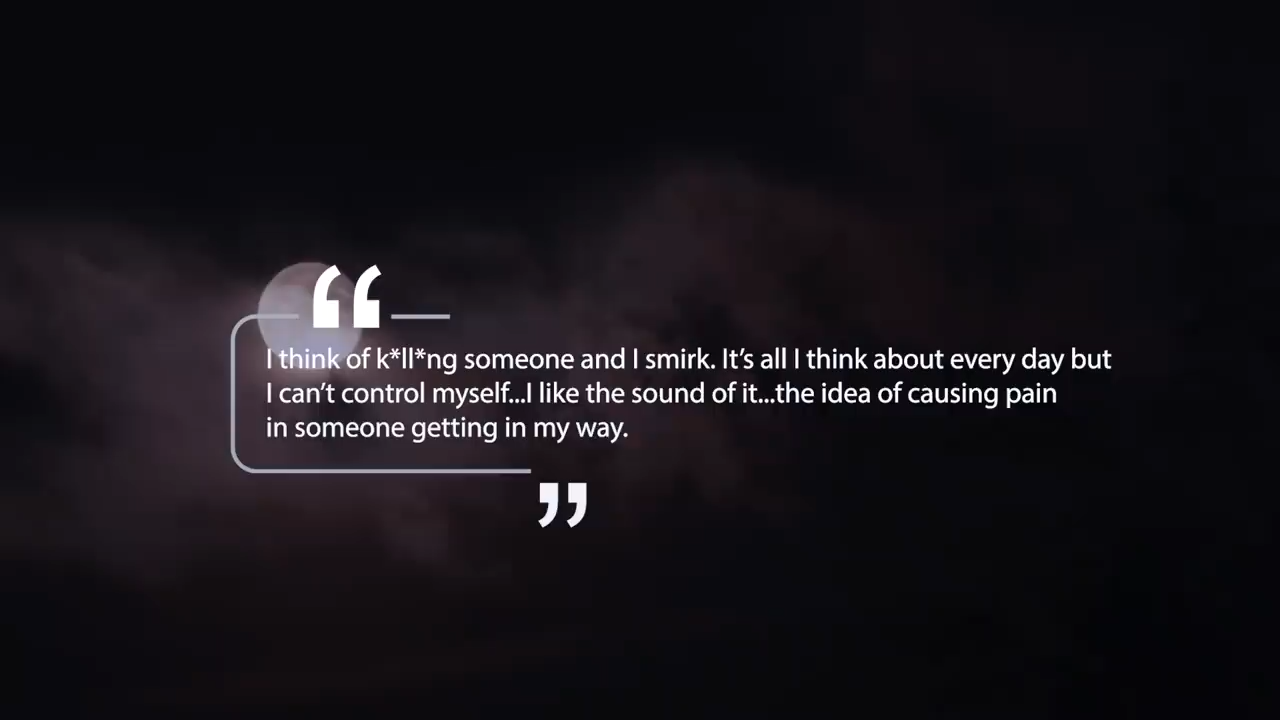 “
I think of k*ll*ng someone and I smirk. It’s all I think about every day but
I can’t control myself...I like the sound of it...the idea of causing pain
in someone getting in my way.
”